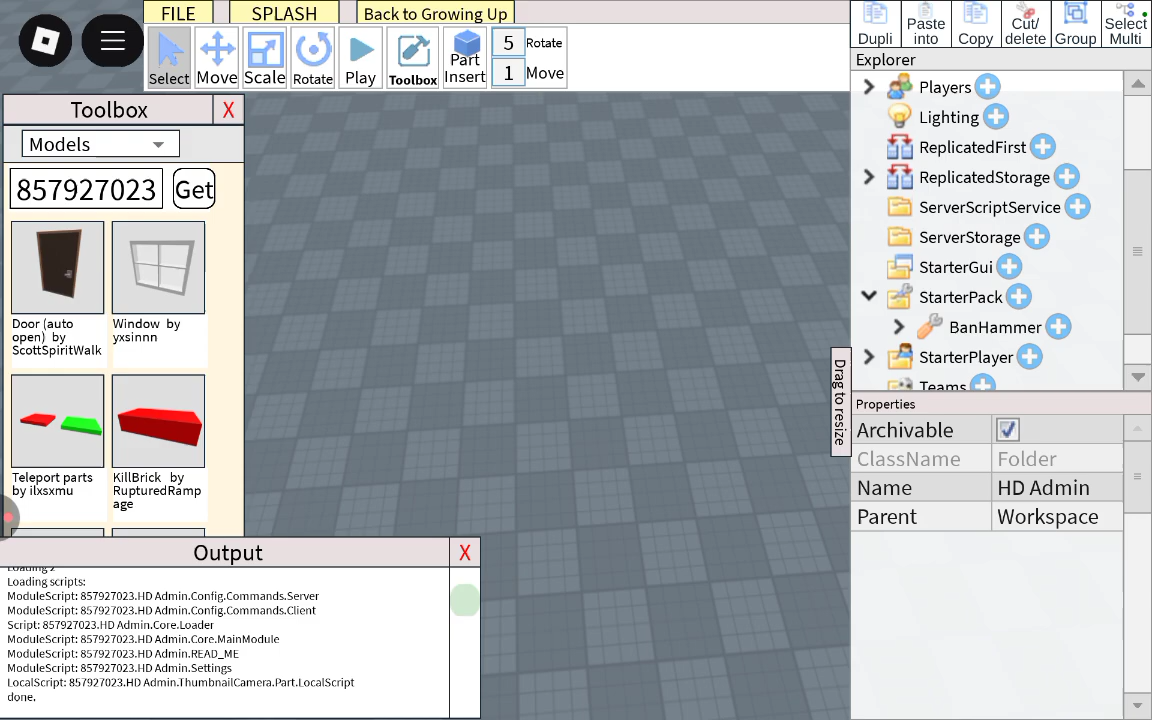 FILE
SPLASH
Back to Growing Up
Select
Move
Scale
Rotate
Play
Toolbox
Part
Insert
5
Rotate
1
Move
Dupli
Paste
into
Copy
Cut/
delete
Group
Select
Multi
Explorer
Players
Lighting
ReplicatedFirst
ReplicatedStorage
ServerScriptService
ServerStorage
StarterGui
StarterPack
BanHammer
StarterPlayer
Teams
Toolbox
X
Models
857927023
Get
Door (auto
open) by
ScottSpiritWalk
Window by
yxsinnn
Teleport parts
by ilxsxmu
KillBrick by
RupturedRamp
age
Drag to resize
Properties
Archivable
ClassName Folder
Name HD Admin
Parent Workspace
Output
X
Loading 2
Loading scripts:
ModuleScript: 857927023.HD Admin.Config.Commands.Server
ModuleScript: 857927023.HD Admin.Config.Commands.Client
Script: 857927023.HD Admin.Core.Loader
ModuleScript: 857927023.HD Admin.Core.MainModule
ModuleScript: 857927023.HD Admin.READ_ME
ModuleScript: 857927023.HD Admin.Settings
LocalScript: 857927023.HD Admin.ThumbnailCamera.Part.LocalScript
done.